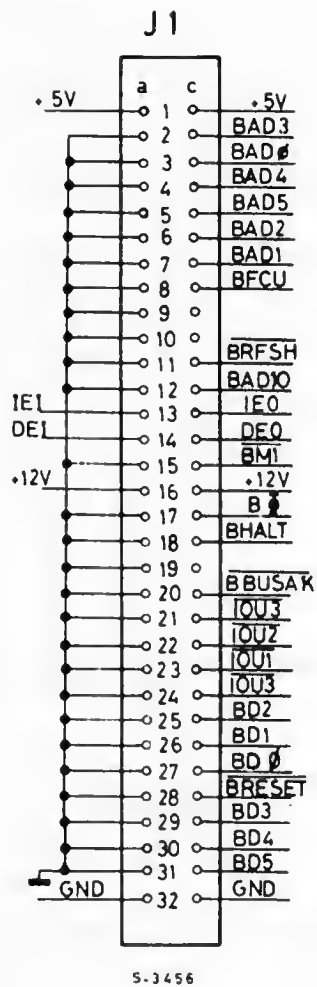 J1
a c
+5V 1 +5V
2 BAD3
3 BADØ
4 BAD4
5 BAD5
6 BAD2
7 BAD1
8 BFCU
9
10
11 BRFSH
12 BAD10
IEI 13 IEO
DEI 14 DEO
15 BM1
+12V 16 +12V
17 B
18 BHALT
19
20 BBUSAK
21 IOU3
22 IOU2
23 IOU1
24 IOU3
25 BD2
26 BD1
27 BDØ
28 BRESET
29 BD3
30 BD4
31 BD5
GND 32 GND
S-3456